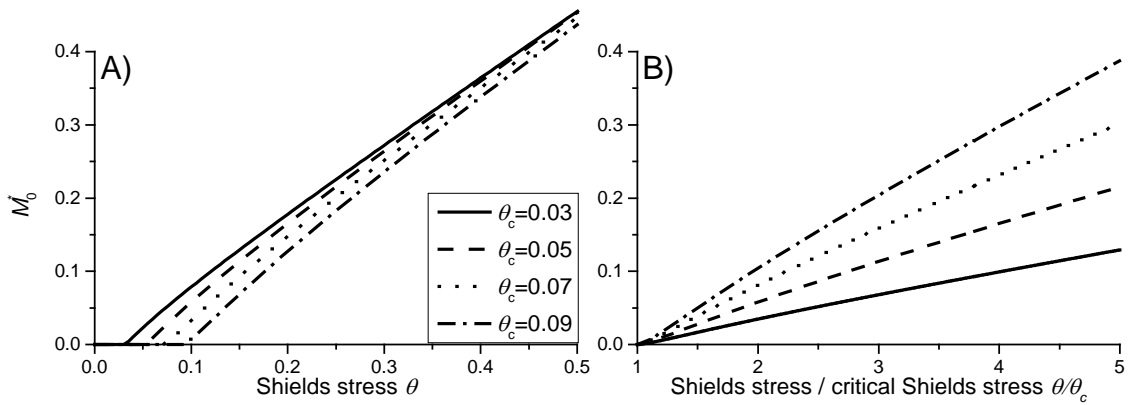 A)
B)
0.4
0.3
0.2
0.1
0.0
M*0
0.0 0.1 0.2 0.3 0.4 0.5
Shields stress θ
θc=0.03
θc=0.05
θc=0.07
θc=0.09
0.4
0.3
0.2
0.1
0.0
1 2 3 4 5
Shields stress / critical Shields stress θ/θc